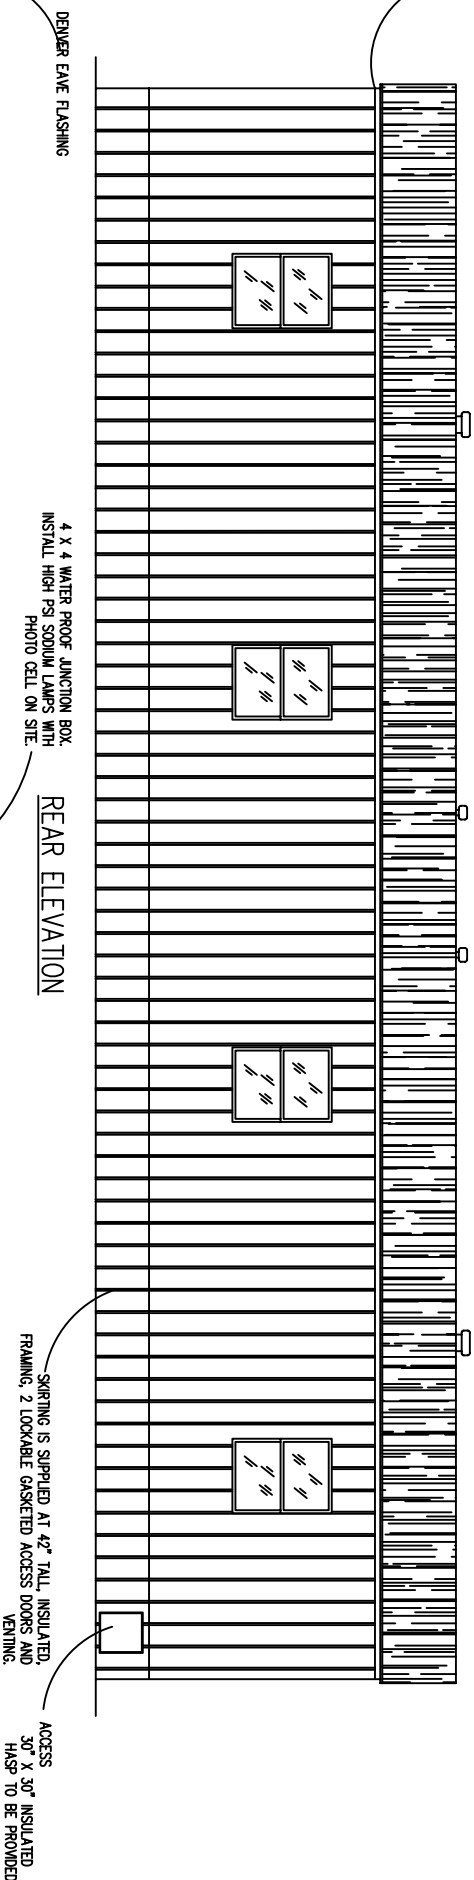 DENVER EAVE FLASHING
4 X 4 WATER PROOF JUNCTION BOX.
INSTALL HIGH PSI SODIUM LAMPS WITH
PHOTO CELL ON SITE.
REAR ELEVATION
SKIRTING IS SUPPLIED AT 42" TALL, INSULATED,
FRAMING, 2 LOCKABLE GASKETED ACCESS DOORS AND
VENTING.
ACCESS
30" X 30" INSULATED
HASP TO BE PROVIDED